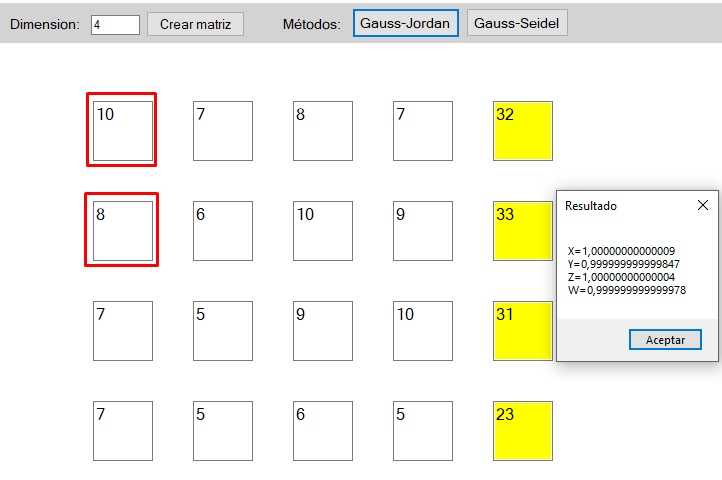 Dimension: 4 Crear matriz Métodos: Gauss-Jordan Gauss-Seidel
10 7 8 7 32
8 6 10 9 33
Resultado
X=1,00000000000009
Y=0,999999999999847
Z=1,00000000000004
W=0,999999999999978
Aceptar
7 5 9 10 31
7 5 6 5 23